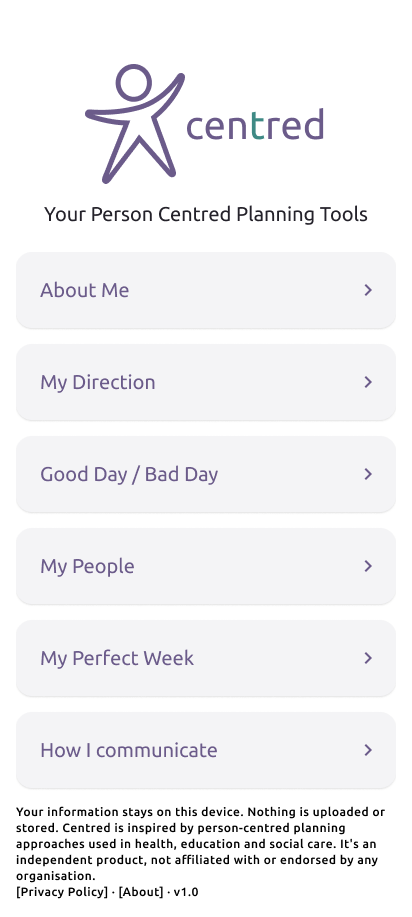 centred
Your Person Centred Planning Tools
About Me
My Direction
Good Day / Bad Day
My People
My Perfect Week
How I communicate
Your information stays on this device. Nothing is uploaded or
stored. Centred is inspired by person-centred planning
approaches used in health, education and social care. It's an
independent product, not affiliated with or endorsed by any
organisation.
[Privacy Policy] · [About] · v1.0